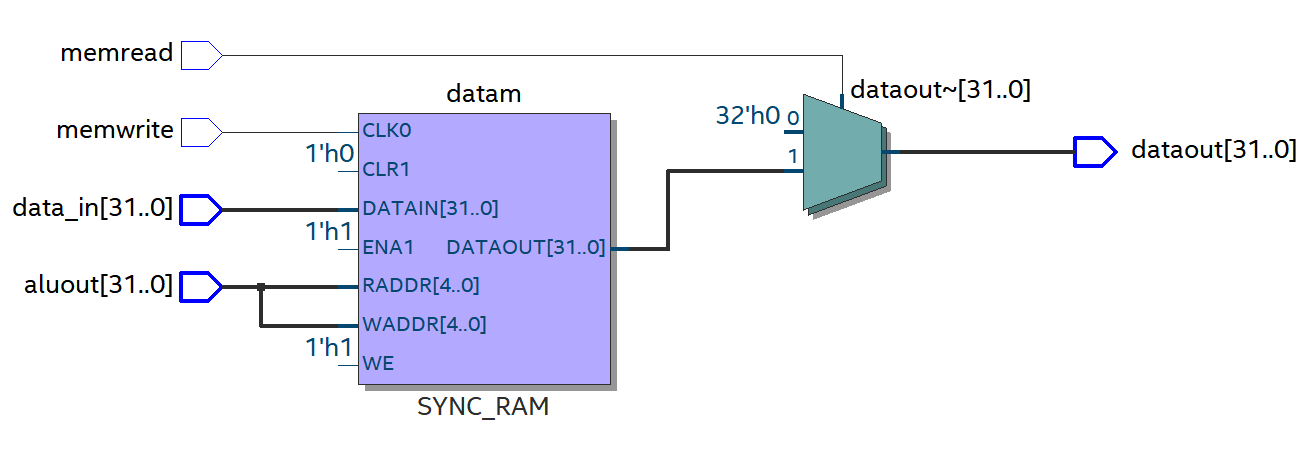 memread
dataout~[31..0]
datam
32'h0 0
memwrite
CLK0
1'h0
1
dataout[31..0]
CLR1
data_in[31..0]
DATAIN[31..0]
1'h1
ENA1 DATAOUT[31..0]
aluout[31..0]
RADDR[4..0]
WADDR[4..0]
1'h1
WE
SYNC_RAM